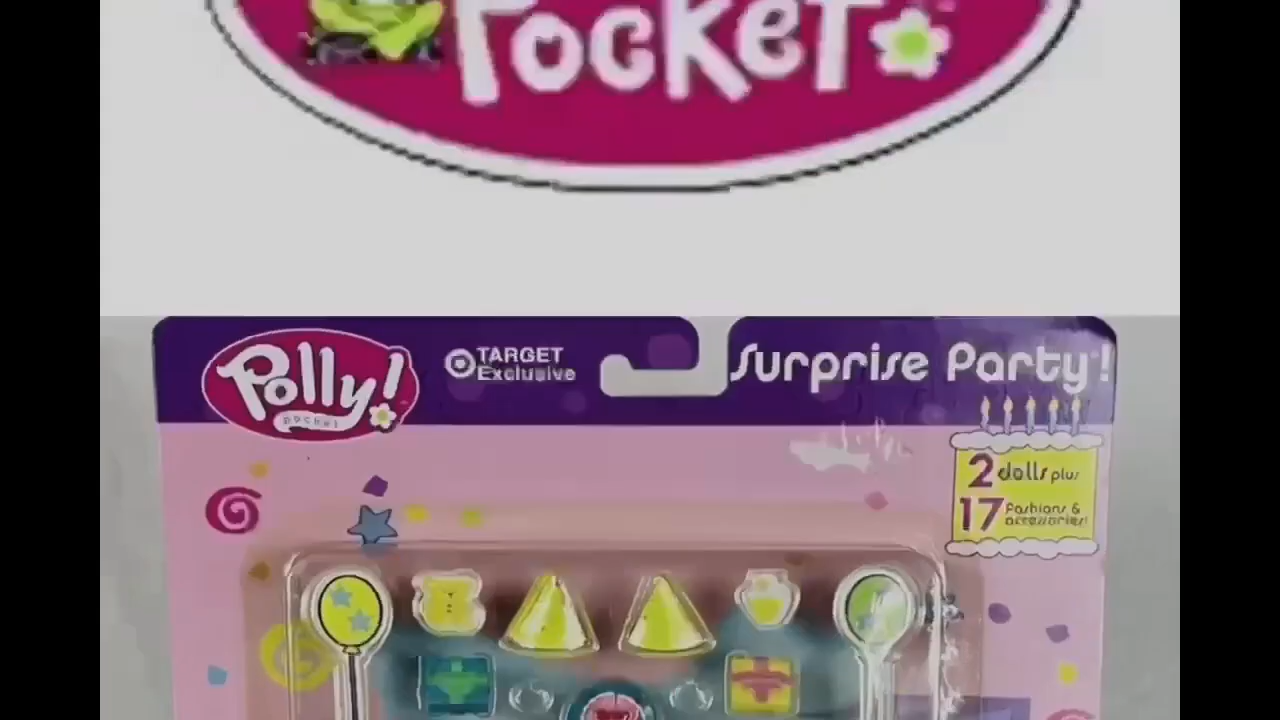 Pocket
Polly!
pocket
TARGET
Exclusive
Surprise Party!
2 dolls plus
17 Fashions &
accessories!